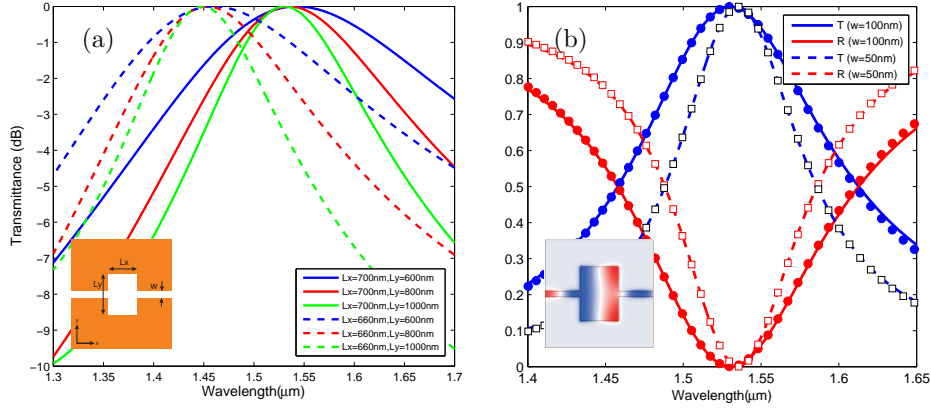 (a)
Transmittance (dB)
0
−1
−2
−3
−4
−5
−6
−7
−8
−9
−10
Lx
Ly
w
y
x
Lx=700nm,Ly=600nm
Lx=700nm,Ly=800nm
Lx=700nm,Ly=1000nm
Lx=660nm,Ly=600nm
Lx=660nm,Ly=800nm
Lx=660nm,Ly=1000nm
1.3 1.35 1.4 1.45 1.5 1.55 1.6 1.65 1.7
Wavelength(μm)
(b)
1
0.9
0.8
0.7
0.6
0.5
0.4
0.3
0.2
0.1
0
T (w=100nm)
R (w=100nm)
T (w=50nm)
R (w=50nm)
1.4 1.45 1.5 1.55 1.6 1.65
Wavelength(μm)